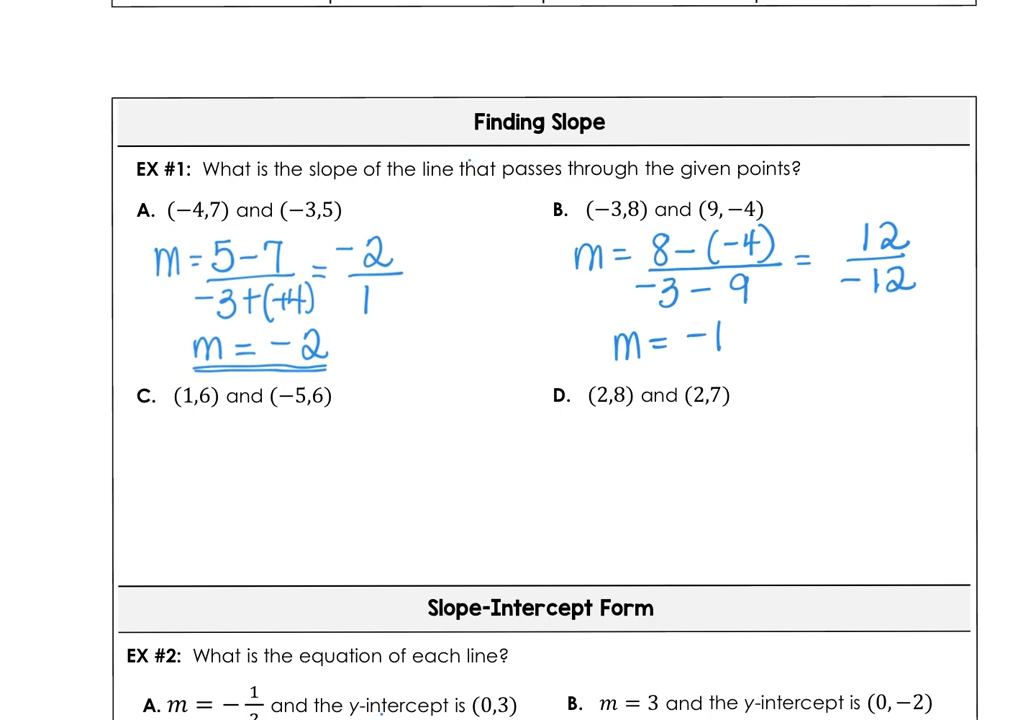 Finding Slope
EX #1: What is the slope of the line that passes through the given points?
A. (−4,7) and (−3,5)
B. (−3,8) and (9,−4)
m = 5-7 / -3+(+4) = -2 / 1
m = -2
m = 8-(-4) / -3-9 = 12 / -12
m = -1
C. (1,6) and (−5,6)
D. (2,8) and (2,7)
Slope-Intercept Form
EX #2: What is the equation of each line?
A. m = −1/2 and the y-intercept is (0,3)
B. m = 3 and the y-intercept is (0,−2)